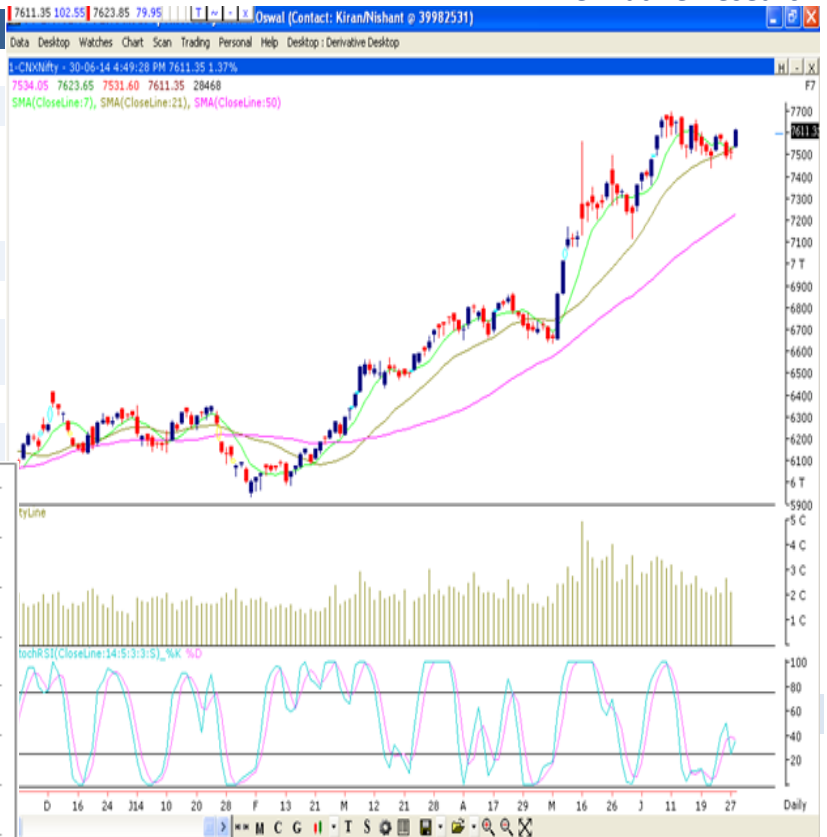 7611.35 102.55 7623.85 79.95 T ~ - x Oswal (Contact: Kiran/Nishant @ 39982531)
Data Desktop Watches Chart Scan Trading Personal Help Desktop : Derivative Desktop
1-CNXNifty - 30-06-14 4:49:28 PM 7611.35 1.37% H - X
7534.05 7623.65 7531.60 7611.35 28468 F7
SMA(CloseLine:7), SMA(CloseLine:21), SMA(CloseLine:50)
7700
7611.3
7500
7400
7300
7200
7100
7 T
6900
6800
6700
6600
6500
6400
6300
6200
6100
6 T
5900
tyLine
5 C
4 C
3 C
2 C
1 C
tochRSI(CloseLine:14:5:3:3:S)_%K %D
100
80
60
40
20
D 16 24 J14 10 20 28 F 13 21 M 12 21 28 A 17 29 M 16 26 J 11 19 27 Daily
M C G T S